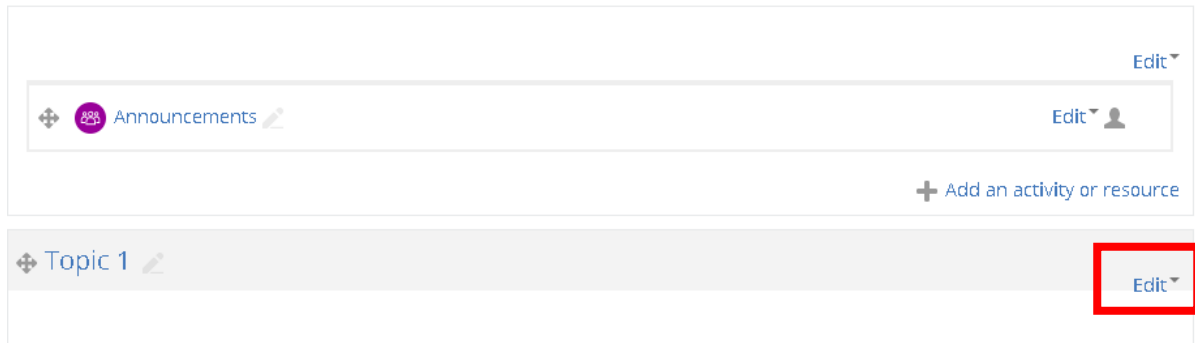 Edit
Announcements Edit
Add an activity or resource
Topic 1
Edit